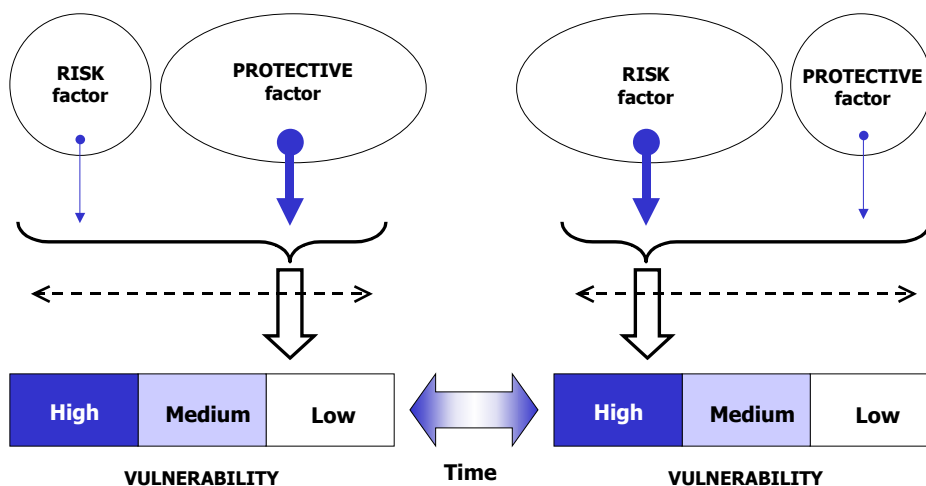 RISK
factor
PROTECTIVE
factor
RISK
factor
PROTECTIVE
factor
High
Medium
Low
High
Medium
Low
VULNERABILITY
Time
VULNERABILITY